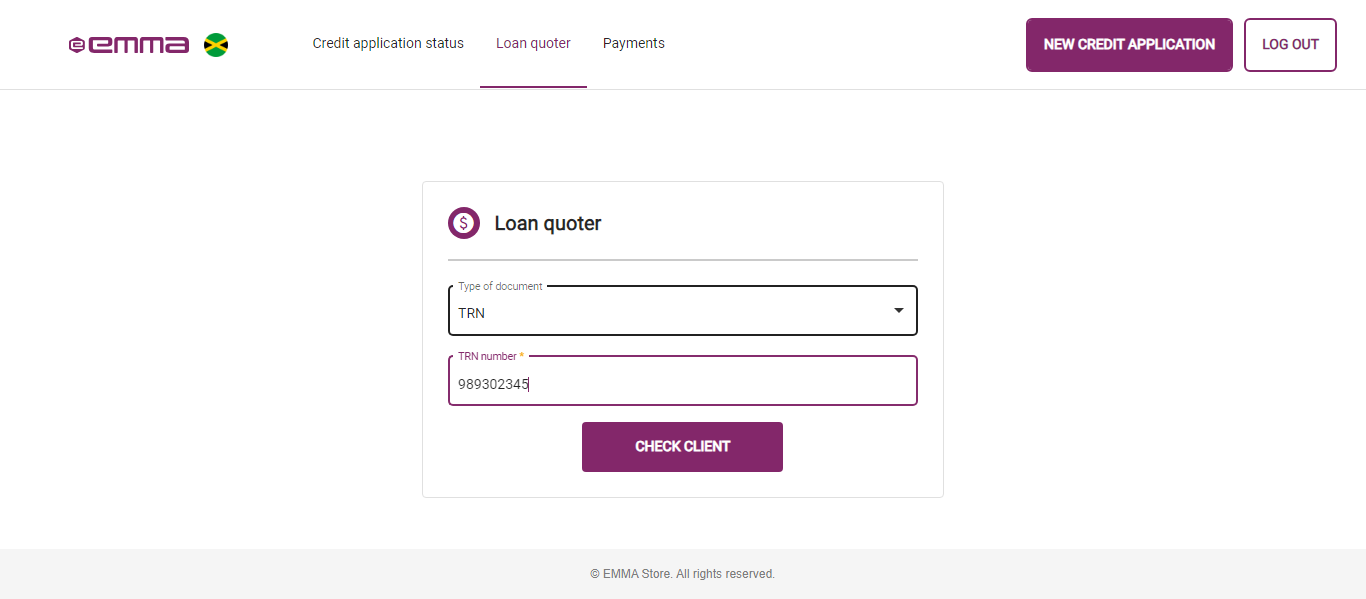 emma
Credit application status
Loan quoter
Payments
NEW CREDIT APPLICATION
LOG OUT
$ Loan quoter
Type of document
TRN
TRN number *
989302345
CHECK CLIENT
© EMMA Store. All rights reserved.